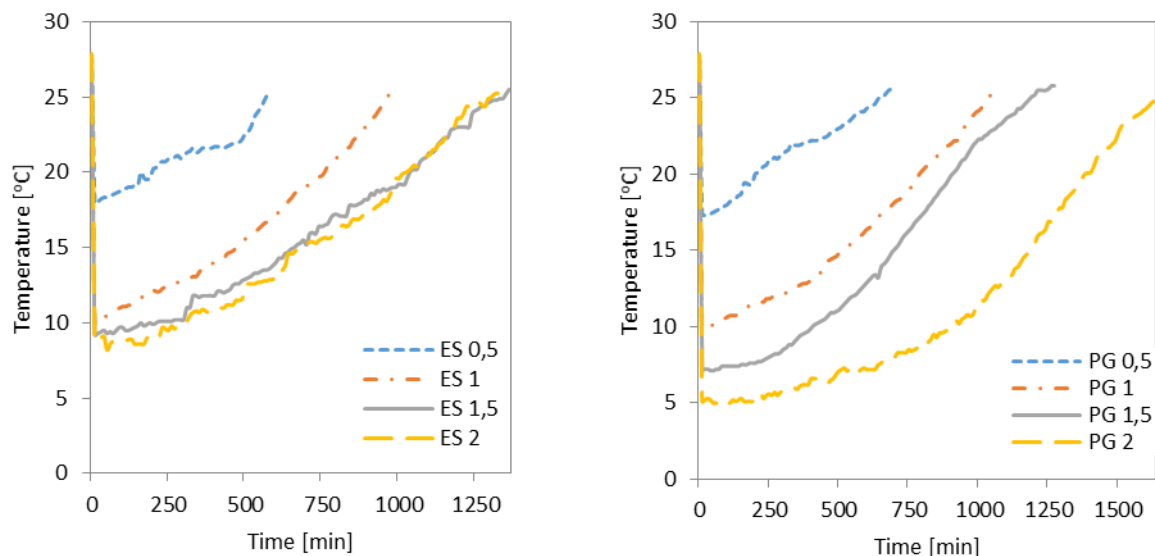 30
25
20
15
10
5
0
Temperature [°C]
ES 0,5
ES 1
ES 1,5
ES 2
0 250 500 750 1000 1250
Time [min]
30
25
20
15
10
5
0
Temperature [°C]
PG 0,5
PG 1
PG 1,5
PG 2
0 250 500 750 1000 1250 1500
Time [min]